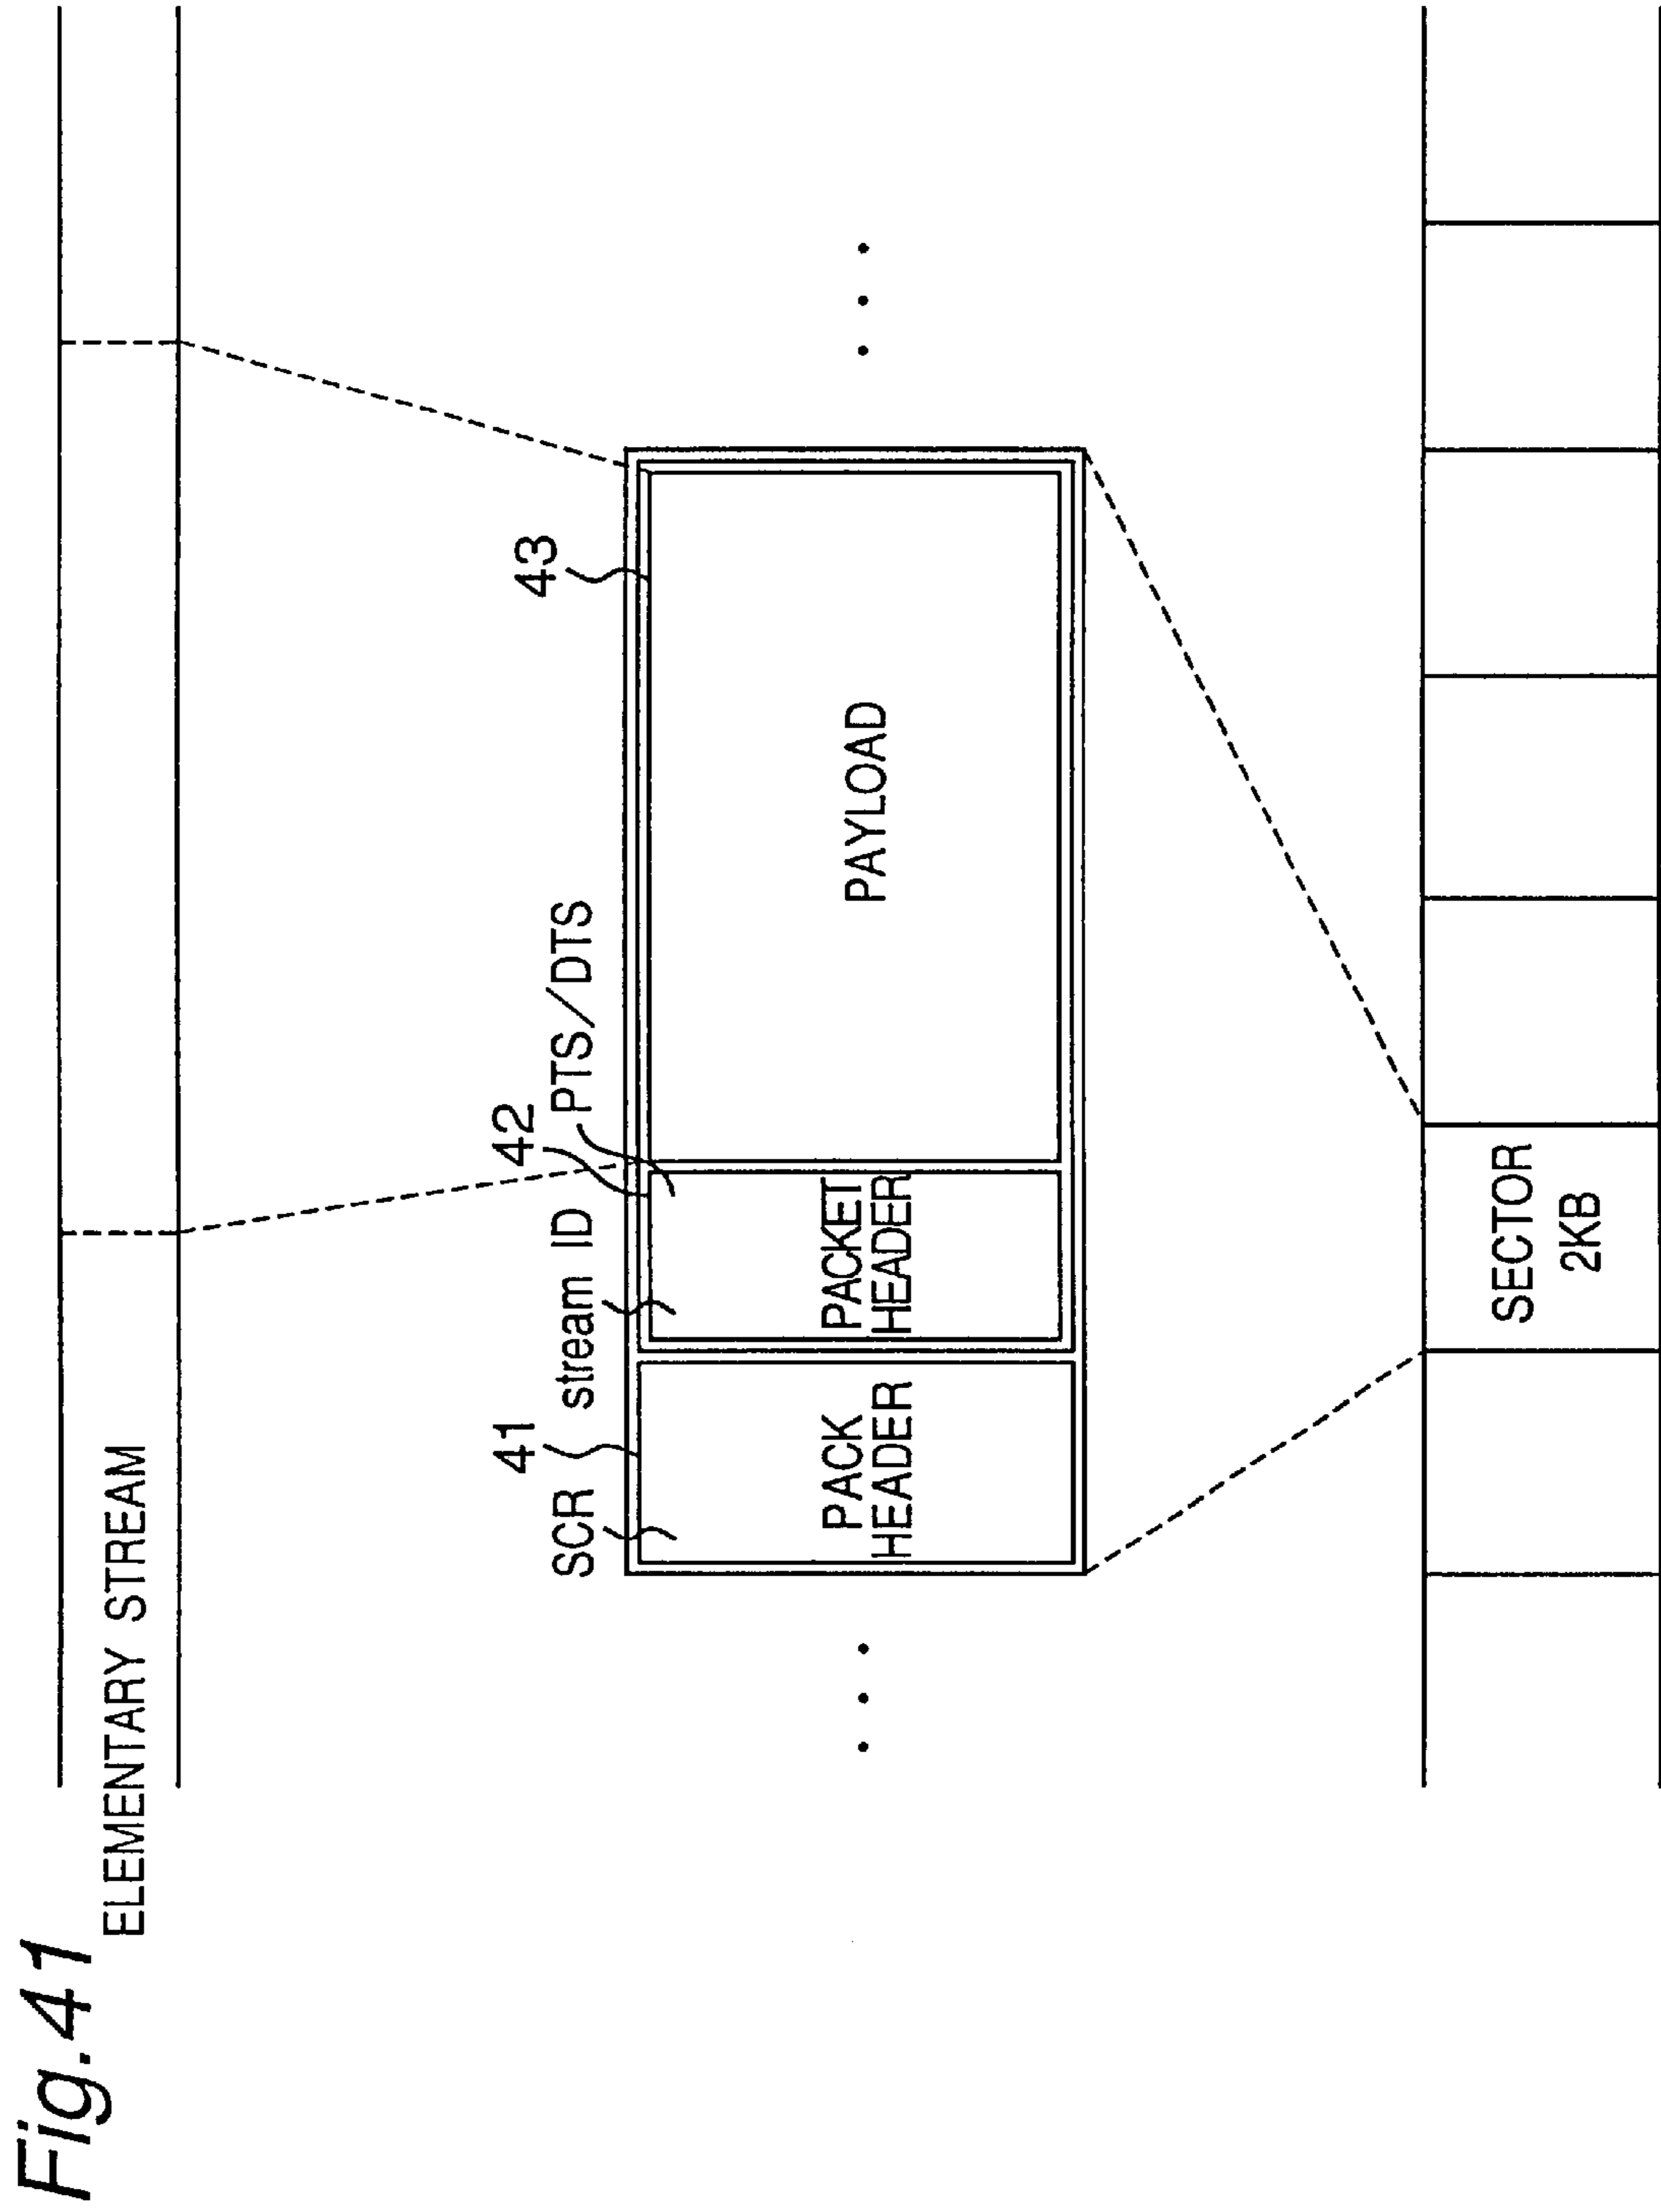 Fig.41
ELEMENTARY STREAM
41
42
43
SCR
stream ID
PTS/DTS
PACK
HEADER
PACKET
HEADER
PAYLOAD
SECTOR
2KB